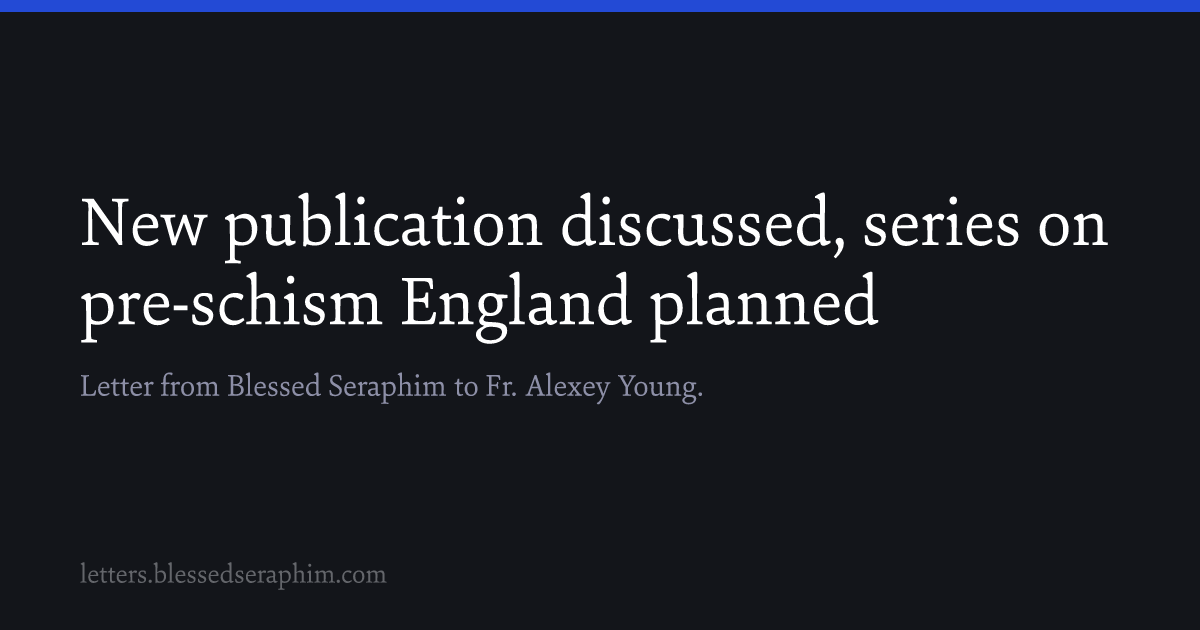 New publication discussed, series on
pre-schism England planned
Letter from Blessed Seraphim to Fr. Alexey Young.
letters.blessedseraphim.com